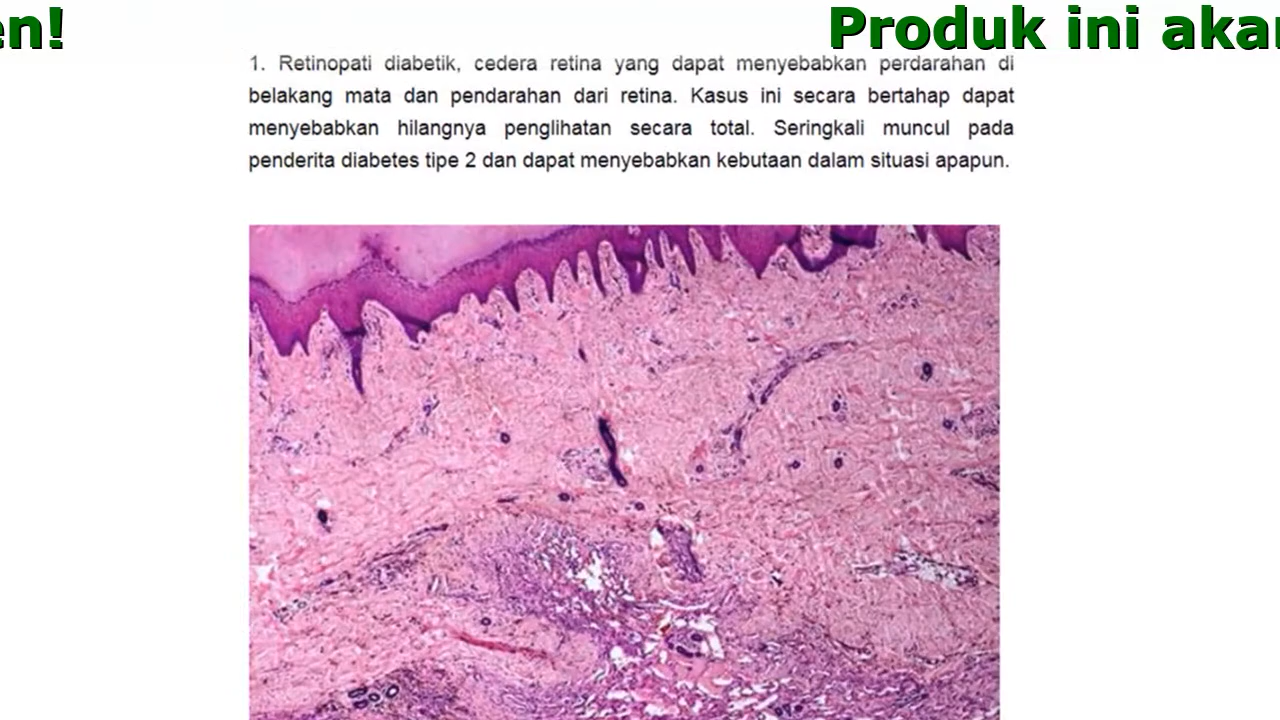 en! Produk ini akan
1. Retinopati diabetik, cedera retina yang dapat menyebabkan perdarahan di
belakang mata dan pendarahan dari retina. Kasus ini secara bertahap dapat
menyebabkan hilangnya penglihatan secara total. Seringkali muncul pada
penderita diabetes tipe 2 dan dapat menyebabkan kebutaan dalam situasi apapun.